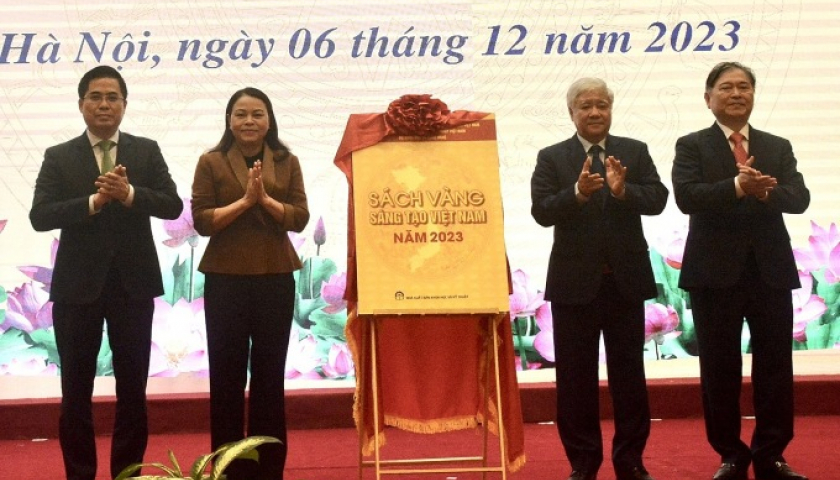 Hà Nội, ngày 06 tháng 12 năm 2023
SÁCH VÀNG
SÁNG TẠO VIỆT NAM
NĂM 2023